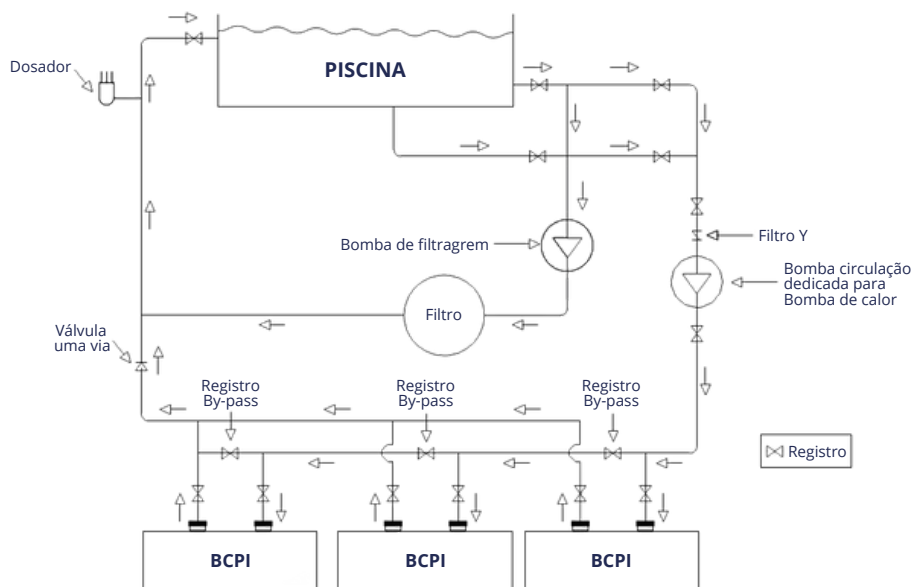 Dosador
PISCINA
Bomba de filtragrem
Filtro Y
Bomba circulação
dedicada para
Bomba de calor
Filtro
Válvula
uma via
Registro
By-pass
Registro
By-pass
Registro
By-pass
Registro
BCPI
BCPI
BCPI